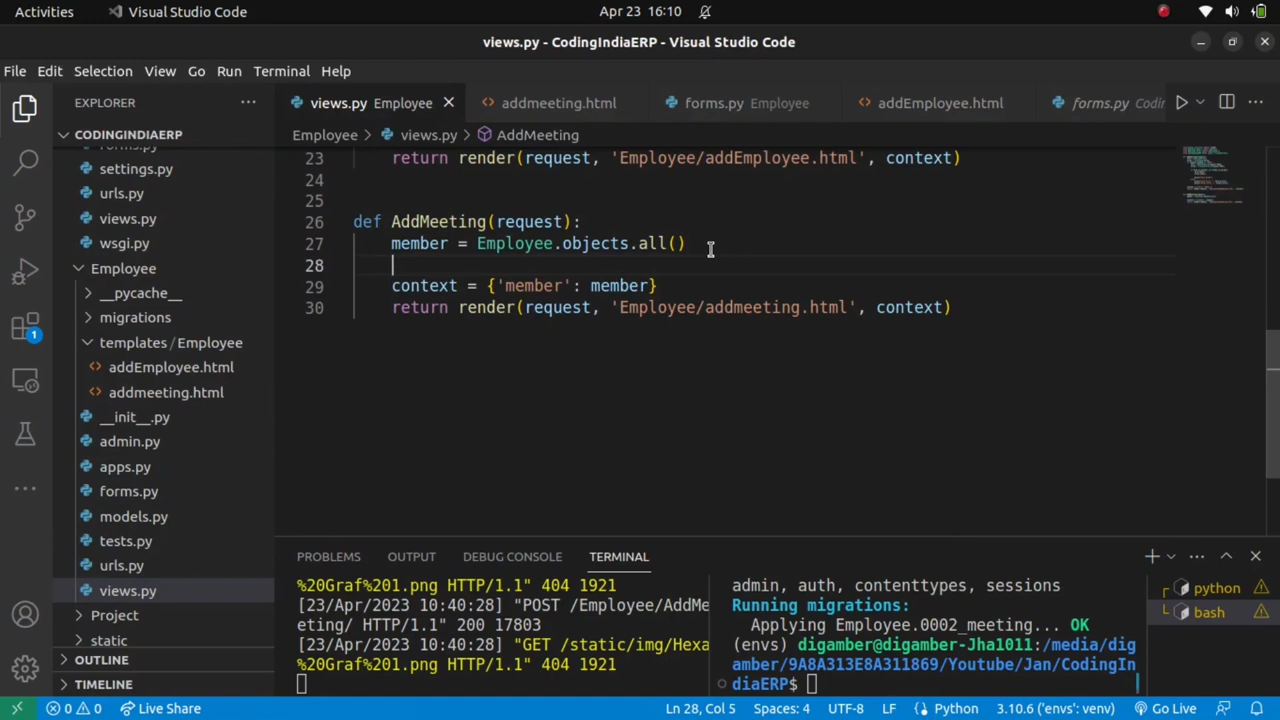 Activities
Visual Studio Code
Apr 23 16:10
views.py - CodingIndiaERP - Visual Studio Code
File Edit Selection View Go Run Terminal Help
EXPLORER
views.py Employee
addmeeting.html
forms.py Employee
addEmployee.html
forms.py
CODINGINDIAERP
Employee > views.py > AddMeeting
forms.py
settings.py
urls.py
views.py
wsgi.py
Employee
__pycache__
migrations
templates / Employee
addEmployee.html
addmeeting.html
__init__.py
admin.py
apps.py
forms.py
models.py
tests.py
urls.py
views.py
Project
static
OUTLINE
TIMELINE
1
23 return render(request, 'Employee/addEmployee.html', context)
24
25
26 def AddMeeting(request):
27 member = Employee.objects.all()
28
29 context = {'member': member}
30 return render(request, 'Employee/addmeeting.html', context)
PROBLEMS OUTPUT DEBUG CONSOLE TERMINAL
%20Graf%201.png HTTP/1.1" 404 1921
[23/Apr/2023 10:40:28] "POST /Employee/AddMe
eting/ HTTP/1.1" 200 17803
[23/Apr/2023 10:40:28] "GET /static/img/Hexa
%20Graf%201.png HTTP/1.1" 404 1921
admin, auth, contenttypes, sessions
Running migrations:
Applying Employee.0002_meeting... OK
(envs) digamber@digamber-Jha1011:/media/dig
amber/9A8A313E8A311869/Youtube/Jan/CodingIn
diaERP$
python
bash
0 0 Live Share
Ln 28, Col 5 Spaces: 4 UTF-8 LF Python 3.10.6 ('envs': venv) Go Live